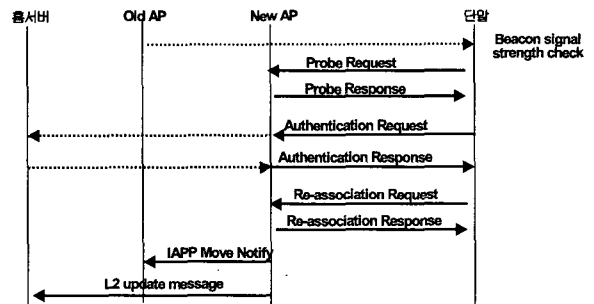 홈서버 Old AP New AP 단말
Beacon signal
strength check
Probe Request
Probe Response
Authentication Request
Authentication Response
Re-association Request
Re-association Response
IAPP Move Notify
L2 update message